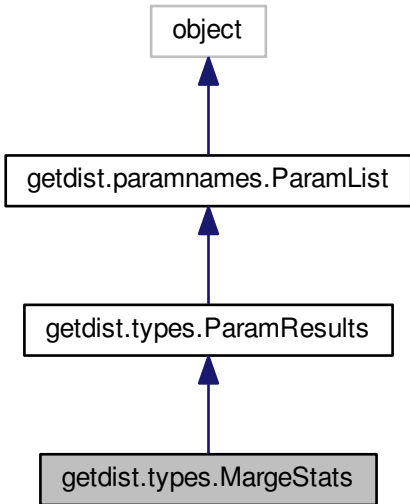 object
getdist.paramnames.ParamList
getdist.types.ParamResults
getdist.types.MargeStats